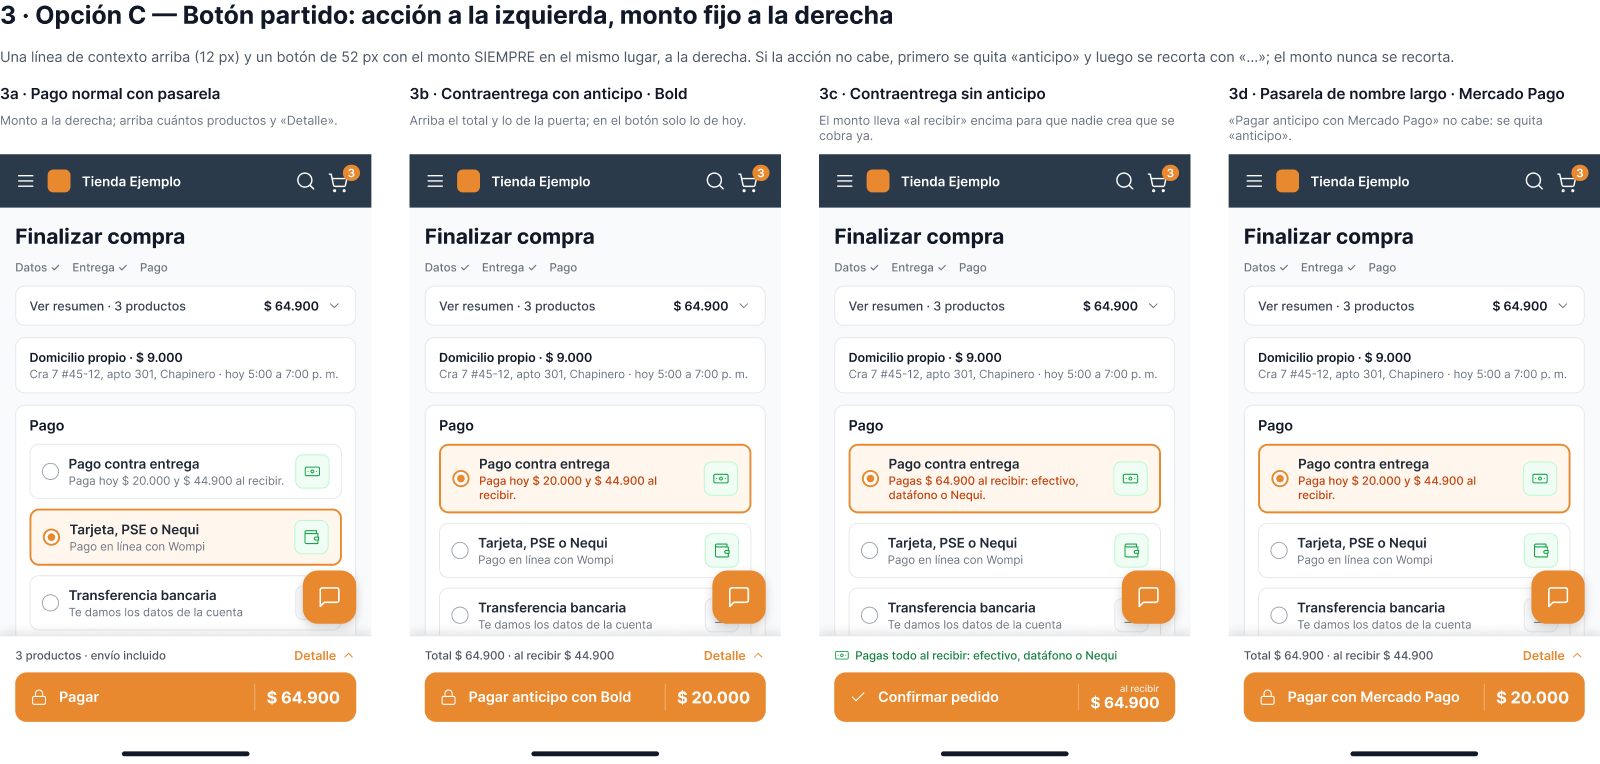 3 · Opción C — Botón partido: acción a la izquierda, monto fijo a la derecha
Una línea de contexto arriba (12 px) y un botón de 52 px con el monto SIEMPRE en el mismo lugar, a la derecha. Si la acción no cabe, primero se quita «anticipo» y luego se recorta con «…»; el monto nunca se recorta.
3a · Pago normal con pasarela
Monto a la derecha; arriba cuántos productos y «Detalle».
Tienda Ejemplo
3
Finalizar compra
Datos ✓ Entrega ✓ Pago
Ver resumen · 3 productos $ 64.900
Domicilio propio · $ 9.000
Cra 7 #45-12, apto 301, Chapinero · hoy 5:00 a 7:00 p. m.
Pago
Pago contra entrega
Paga hoy $ 20.000 y $ 44.900 al recibir.
Tarjeta, PSE o Nequi
Pago en línea con Wompi
Transferencia bancaria
Te damos los datos de la cuenta
3 productos · envío incluido Detalle
Pagar $ 64.900
3b · Contraentrega con anticipo · Bold
Arriba el total y lo de la puerta; en el botón solo lo de hoy.
Tienda Ejemplo
3
Finalizar compra
Datos ✓ Entrega ✓ Pago
Ver resumen · 3 productos $ 64.900
Domicilio propio · $ 9.000
Cra 7 #45-12, apto 301, Chapinero · hoy 5:00 a 7:00 p. m.
Pago
Pago contra entrega
Paga hoy $ 20.000 y $ 44.900 al
recibir.
Tarjeta, PSE o Nequi
Pago en línea con Wompi
Transferencia bancaria
Te damos los datos de la cuenta
Total $ 64.900 · al recibir $ 44.900 Detalle
Pagar anticipo con Bold $ 20.000
3c · Contraentrega sin anticipo
El monto lleva «al recibir» encima para que nadie crea que se
cobra ya.
Tienda Ejemplo
3
Finalizar compra
Datos ✓ Entrega ✓ Pago
Ver resumen · 3 productos $ 64.900
Domicilio propio · $ 9.000
Cra 7 #45-12, apto 301, Chapinero · hoy 5:00 a 7:00 p. m.
Pago
Pago contra entrega
Pagas $ 64.900 al recibir: efectivo,
datáfono o Nequi.
Tarjeta, PSE o Nequi
Pago en línea con Wompi
Transferencia bancaria
Te damos los datos de la cuenta
Pagas todo al recibir: efectivo, datáfono o Nequi
Confirmar pedido
al recibir
$ 64.900
3d · Pasarela de nombre largo · Mercado Pago
«Pagar anticipo con Mercado Pago» no cabe: se quita
«anticipo».
Tienda Ejemplo
3
Finalizar compra
Datos ✓ Entrega ✓ Pago
Ver resumen · 3 productos $ 64.900
Domicilio propio · $ 9.000
Cra 7 #45-12, apto 301, Chapinero · hoy 5:00 a 7:00 p. m.
Pago
Pago contra entrega
Paga hoy $ 20.000 y $ 44.900 al
recibir.
Tarjeta, PSE o Nequi
Pago en línea con Wompi
Transferencia bancaria
Te damos los datos de la cuenta
Total $ 64.900 · al recibir $ 44.900 Detalle
Pagar con Mercado Pago $ 20.000